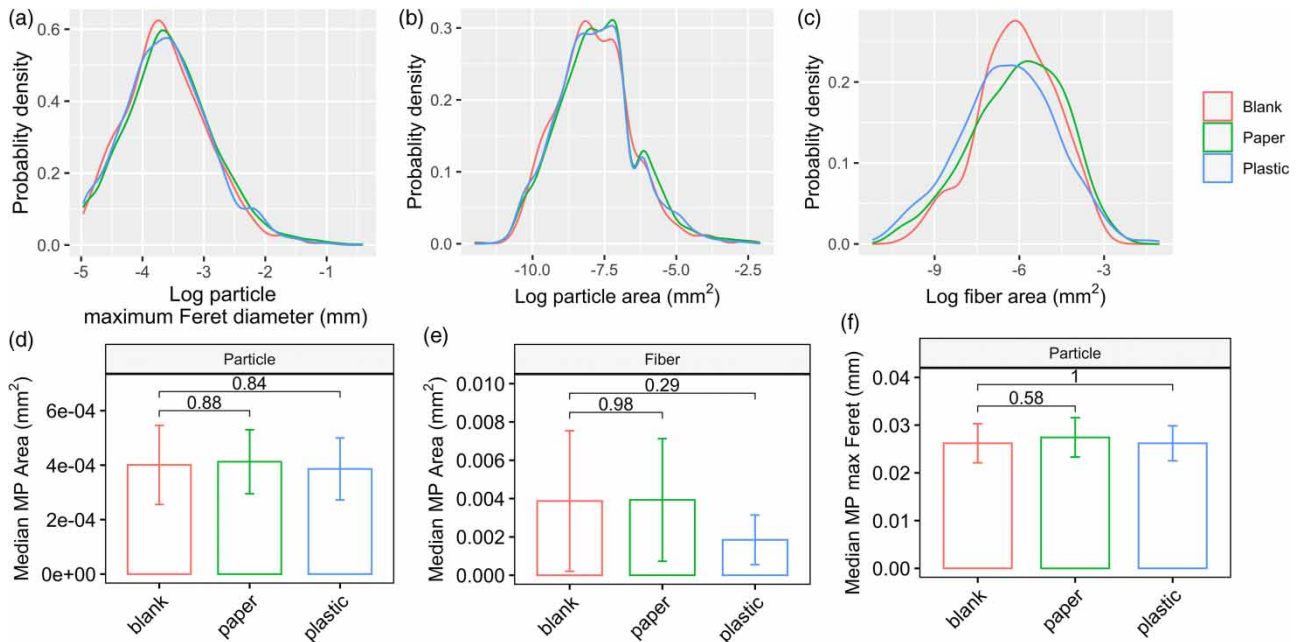 (a)
Probablity density
0.6
0.4
0.2
0.0
-5 -4 -3 -2 -1
Log particle
maximum Feret diameter (mm)
(b)
Probablity density
0.3
0.2
0.1
0.0
-10.0 -7.5 -5.0 -2.5
Log particle area (mm²)
(c)
Probablity density
0.2
0.1
0.0
-9 -6 -3
Log fiber area (mm²)
Blank
Paper
Plastic
(d)
Particle
Median MP Area (mm²)
6e-04
4e-04
2e-04
0e+00
0.84
0.88
blank paper plastic
(e)
Fiber
Median MP Area (mm²)
0.010
0.008
0.006
0.004
0.002
0.000
0.29
0.98
blank paper plastic
(f)
Particle
Median MP max Feret (mm)
0.04
0.03
0.02
0.01
0.00
1
0.58
blank paper plastic